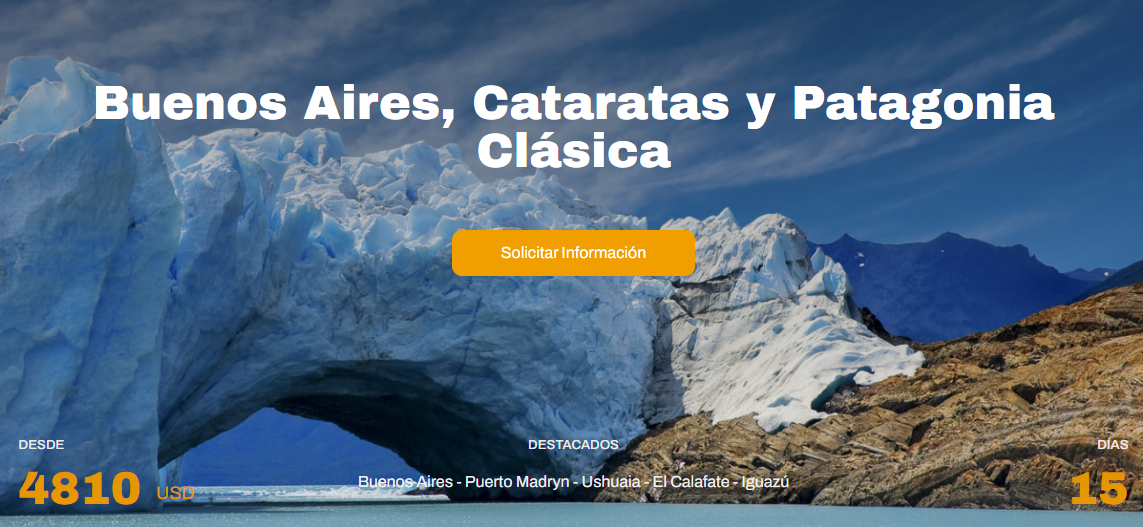 Buenos Aires, Cataratas y Patagonia
Clásica
Solicitar Información
DESDE
4810 USD
DESTACADOS
Buenos Aires - Puerto Madryn - Ushuaia - El Calafate - Iguazú
DÍAS
15